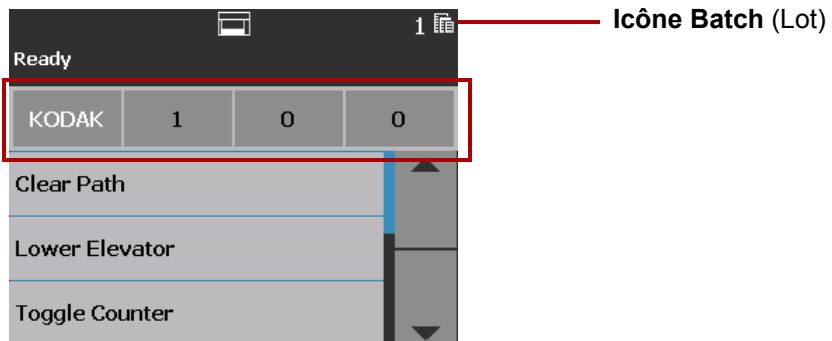 1 Icône Batch (Lot)
Ready
KODAK 1 0 0
Clear Path
Lower Elevator
Toggle Counter